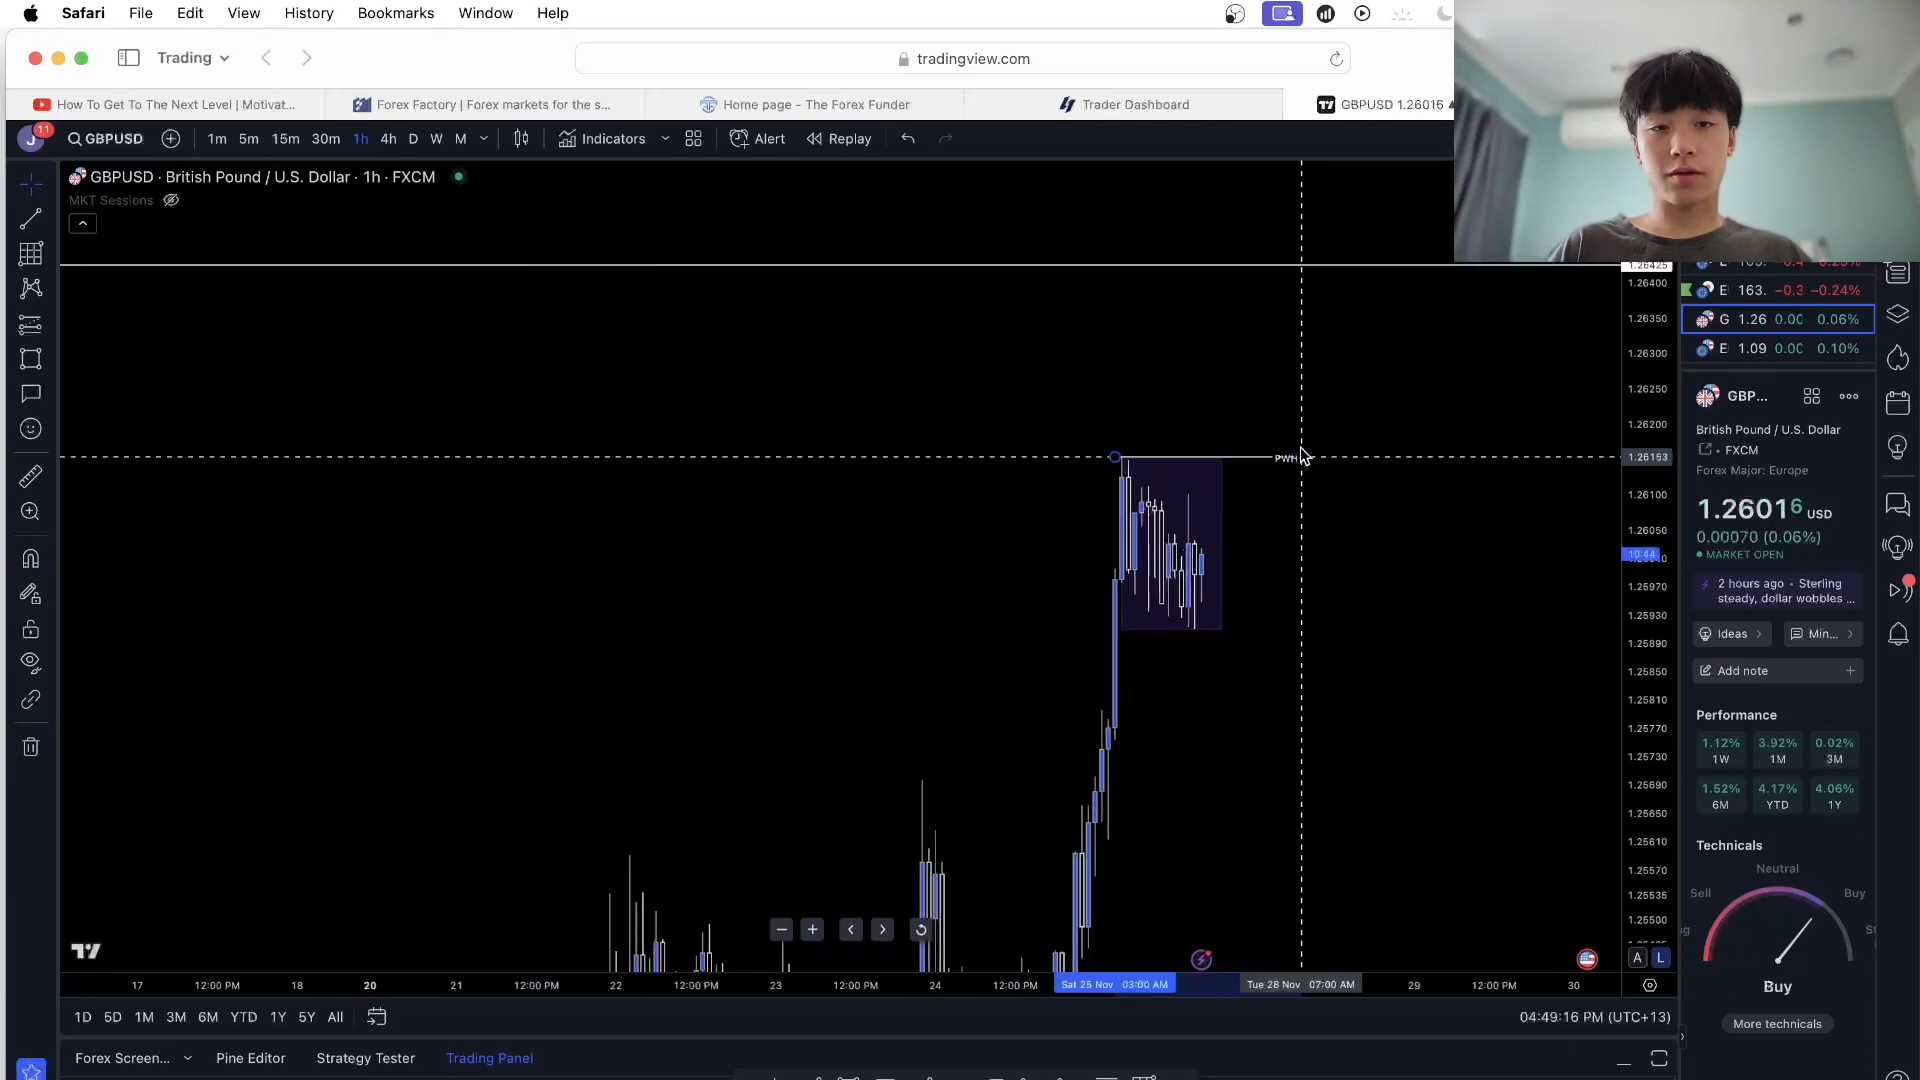 Safari File Edit View History Bookmarks Window Help
Trading
tradingview.com
How To Get To The Next Level | Motivat...
Forex Factory | Forex markets for the s...
Home page - The Forex Funder
Trader Dashboard
GBPUSD 1.26016
J 11
GBPUSD
1m 5m 15m 30m 1h 4h D W M
Indicators
Alert
Replay
GBPUSD · British Pound / U.S. Dollar · 1h · FXCM
MKT Sessions
PWH
1.26425
1.26400
1.26350
1.26300
1.26250
1.26200
1.26153
1.26100
1.26050
10:44
1.25970
1.25930
1.25890
1.25850
1.25810
1.25770
1.25730
1.25690
1.25650
1.25610
1.25570
1.25535
1.25500
A L
17 12:00 PM 18 20 12:00 PM 21 12:00 PM 22 12:00 PM 23 12:00 PM 24 12:00 PM Sat 25 Nov 03:00 AM Tue 28 Nov 07:00 AM 29 12:00 PM 30
1D 5D 1M 3M 6M YTD 1Y 5Y All
04:49:16 PM (UTC+13)
Forex Screen... Pine Editor Strategy Tester Trading Panel
E 163. −0.3 −0.24%
G 1.26 0.00 0.06%
E 1.09 0.00 0.10%
GBP...
British Pound / U.S. Dollar
FXCM
Forex Major: Europe
1.26016 USD
0.00070 (0.06%)
MARKET OPEN
2 hours ago • Sterling
steady, dollar wobbles ...
Ideas
Min...
Add note
Performance
1.12% 3.92% 0.02%
1W 1M 3M
1.52% 4.17% 4.06%
6M YTD 1Y
Technicals
Neutral
Sell Buy
Buy
More technicals